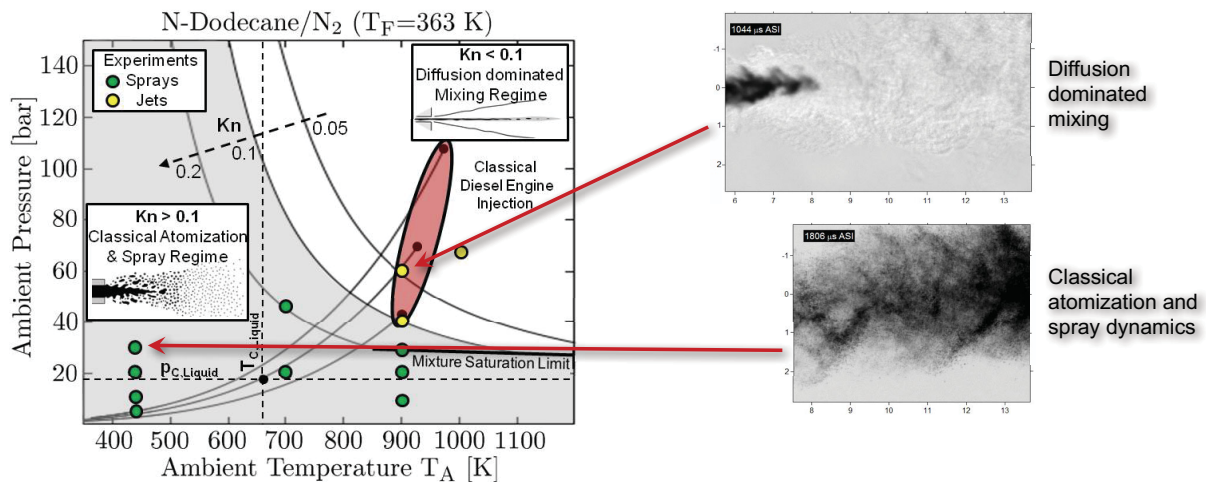 N-Dodecane/N2 (TF=363 K)
Ambient Pressure [bar]
140
120
100
80
60
40
20
Experiments
Sprays
Jets
Kn
0.05
0.1
0.2
Kn < 0.1
Diffusion dominated
Mixing Regime
Classical
Diesel Engine
Injection
Kn > 0.1
Classical Atomization
& Spray Regime
TC,Liquid
pC,Liquid
Mixture Saturation Limit
400 500 600 700 800 900 1000 1100
Ambient Temperature TA [K]
1044 µs ASI
-1
0
1
2
6 7 8 9 10 11 12 13
Diffusion
dominated
mixing
1806 µs ASI
-1
0
1
2
8 9 10 11 12 13
Classical
atomization and
spray dynamics